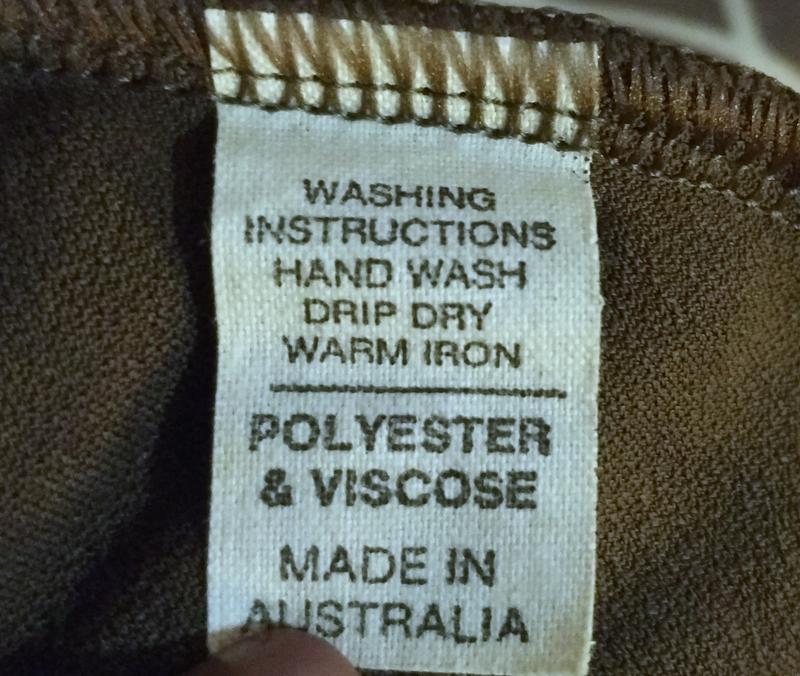 WASHING
INSTRUCTIONS
HAND WASH
DRIP DRY
WARM IRON
POLYESTER
& VISCOSE
MADE IN
AUSTRALIA